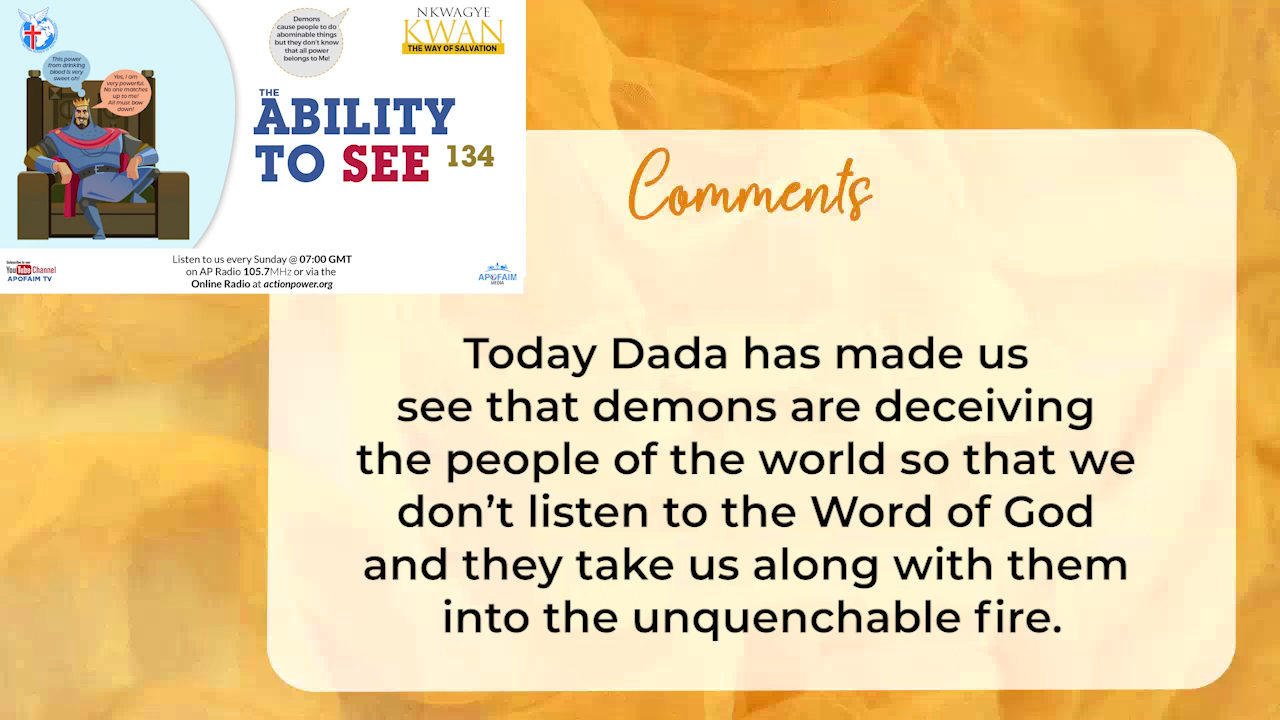 This power
from drinking
blood is very
sweet oh!
Yes, I am
very powerful.
No one matches
up to me!
All must bow
down!
Demons
cause people to do
abominable things
but they don't know
that all power
belongs to Me!
NKWAGYE
KWAN
THE WAY OF SALVATION
THE
ABILITY
TO SEE 134
Subscribe to our
YouTube Channel
APOFAIM TV
Listen to us every Sunday @ 07:00 GMT
on AP Radio 105.7MHz or via the
Online Radio at actionpower.org
APOFAIM
MEDIA
Comments
Today Dada has made us
see that demons are deceiving
the people of the world so that we
don’t listen to the Word of God
and they take us along with them
into the unquenchable fire.